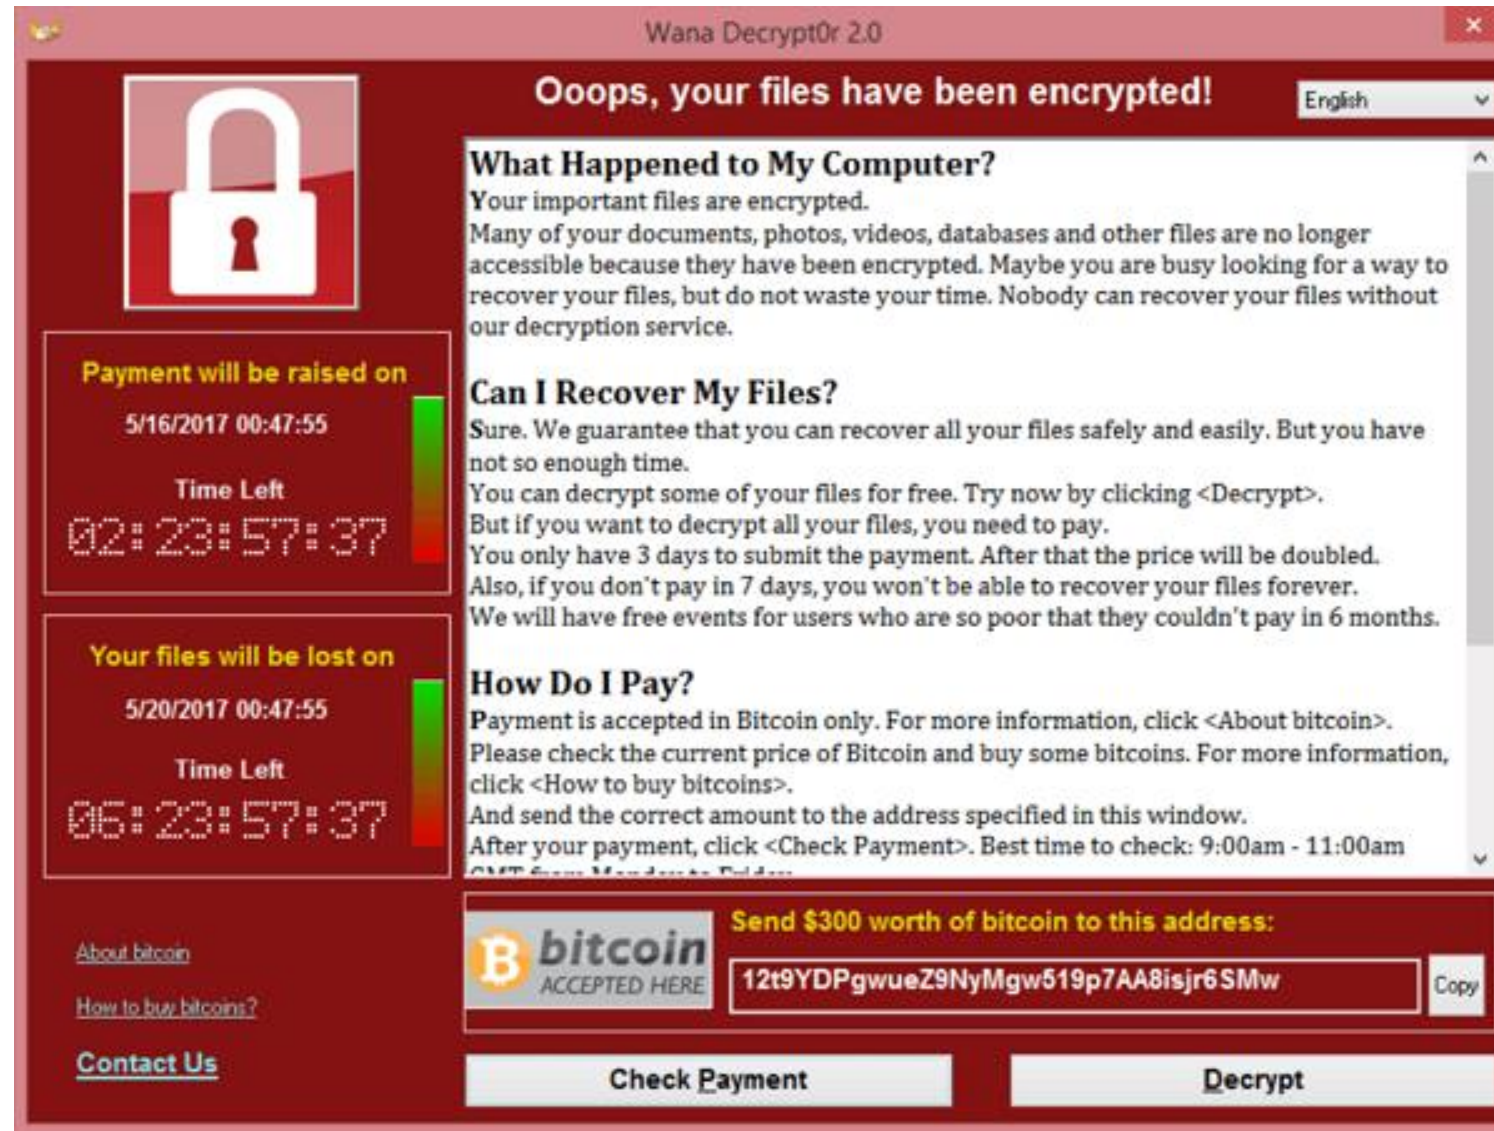 Wana Decrypt0r 2.0
Ooops, your files have been encrypted!
English
What Happened to My Computer?
Your important files are encrypted.
Many of your documents, photos, videos, databases and other files are no longer
accessible because they have been encrypted. Maybe you are busy looking for a way to
recover your files, but do not waste your time. Nobody can recover your files without
our decryption service.
Can I Recover My Files?
Sure. We guarantee that you can recover all your files safely and easily. But you have
not so enough time.
You can decrypt some of your files for free. Try now by clicking <Decrypt>.
But if you want to decrypt all your files, you need to pay.
You only have 3 days to submit the payment. After that the price will be doubled.
Also, if you don't pay in 7 days, you won't be able to recover your files forever.
We will have free events for users who are so poor that they couldn't pay in 6 months.
How Do I Pay?
Payment is accepted in Bitcoin only. For more information, click <About bitcoin>.
Please check the current price of Bitcoin and buy some bitcoins. For more information,
click <How to buy bitcoins>.
And send the correct amount to the address specified in this window.
After your payment, click <Check Payment>. Best time to check: 9:00am - 11:00am
GMT from Monday to Friday
Payment will be raised on
5/16/2017 00:47:55
Time Left
02:23:57:37
Your files will be lost on
5/20/2017 00:47:55
Time Left
06:23:57:37
About bitcoin
How to buy bitcoins?
Contact Us
bitcoin
ACCEPTED HERE
Send $300 worth of bitcoin to this address:
12t9YDPgwueZ9NyMgw519p7AA8isjr6SMw
Copy
Check Payment
Decrypt